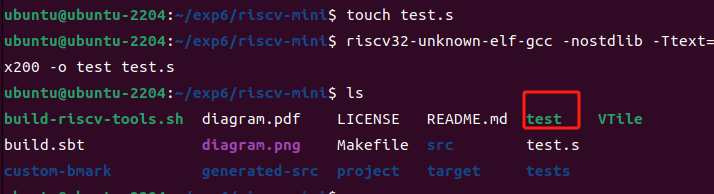 ubuntu@ubuntu-2204:~/exp6/riscv-mini$ touch test.s
ubuntu@ubuntu-2204:~/exp6/riscv-mini$ riscv32-unknown-elf-gcc -nostdlib -Ttext=
x200 -o test test.s
ubuntu@ubuntu-2204:~/exp6/riscv-mini$ ls
build-riscv-tools.sh diagram.pdf LICENSE README.md test VTile
build.sbt diagram.png Makefile src test.s
custom-bmark generated-src project target tests